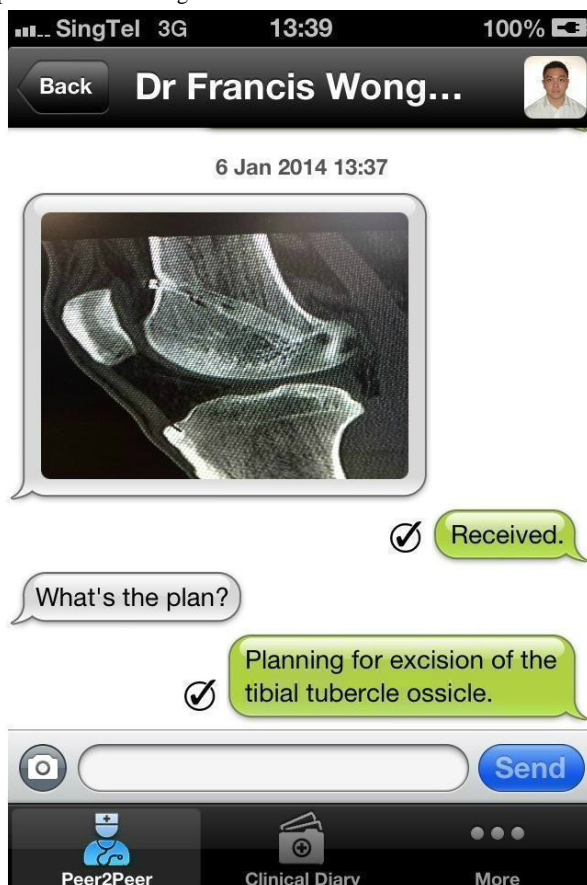 SingTel 3G 13:39 100%
Back Dr Francis Wong...
6 Jan 2014 13:37
Received.
What's the plan?
Planning for excision of the
tibial tubercle ossicle.
Send
Peer2Peer Clinical Diary More